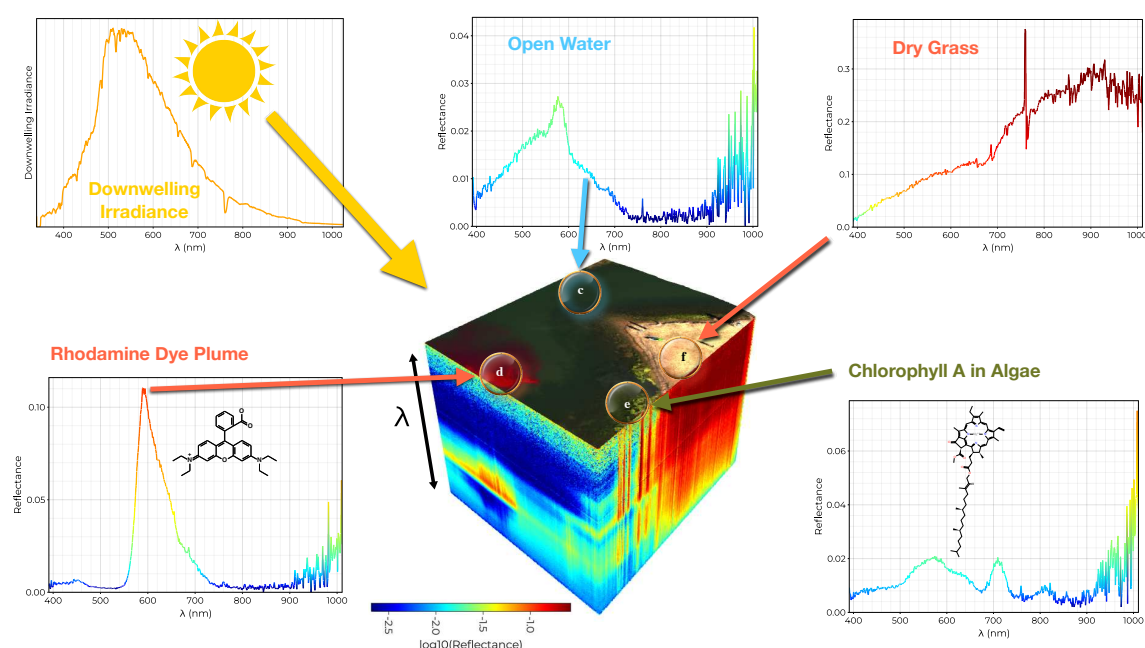 Downwelling Irradiance
Downwelling
Irradiance
400 500 600 700 800 900 1000
λ (nm)
Open Water
Reflectance
0.04
0.03
0.02
0.01
0.00
400 500 600 700 800 900 1000
λ (nm)
Dry Grass
Reflectance
0.3
0.2
0.1
0.0
400 500 600 700 800 900 1000
λ (nm)
c
d
e
f
λ
Rhodamine Dye Plume
Reflectance
0.10
0.05
0.00
O
O
N
+
O
N
400 500 600 700 800 900 1000
λ (nm)
Chlorophyll A in Algae
Reflectance
0.06
0.04
0.02
0.00
400 500 600 700 800 900 1000
λ (nm)
-2.5 -2.0 -1.5 -1.0
log10(Reflectance)